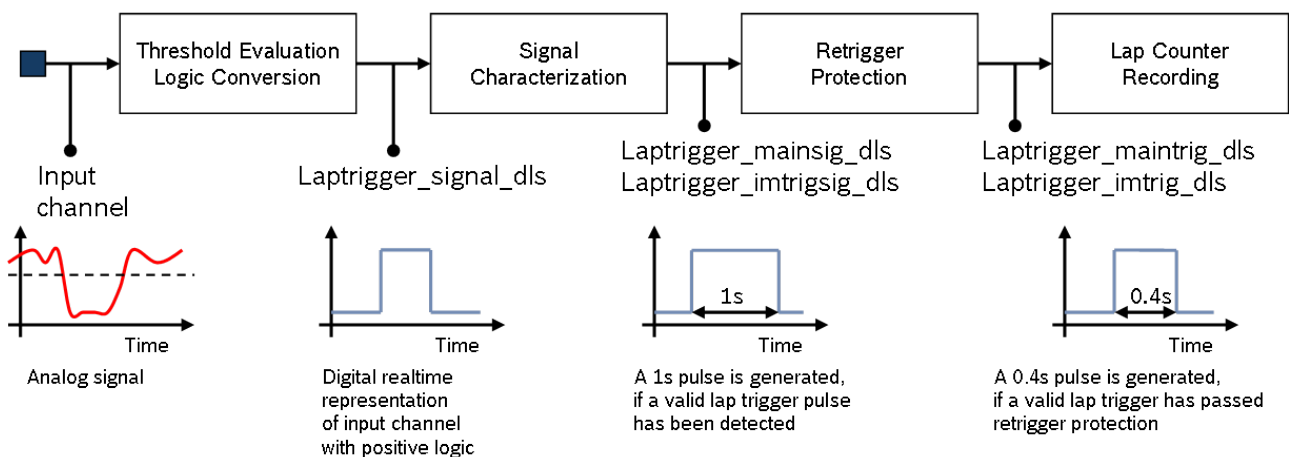 Threshold Evaluation
Logic Conversion
Signal
Characterization
Retrigger
Protection
Lap Counter
Recording
Input
channel
Laptrigger_signal_dls
Laptrigger_mainsig_dls
Laptrigger_imtrigsig_dls
Laptrigger_maintrig_dls
Laptrigger_imtrig_dls
Time
Analog signal
Time
Digital realtime
representation
of input channel
with positive logic
1s
Time
A 1s pulse is generated,
if a valid lap trigger pulse
has been detected
0.4s
Time
A 0.4s pulse is generated,
if a valid lap trigger has passed
retrigger protection